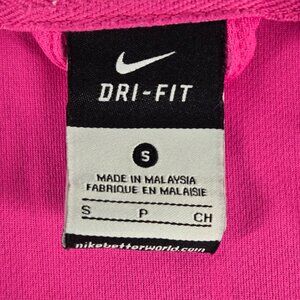 DRI-FIT
S
MADE IN MALAYSIA
FABRIQUE EN MALAISIE
S P CH
nikebetterworld.com